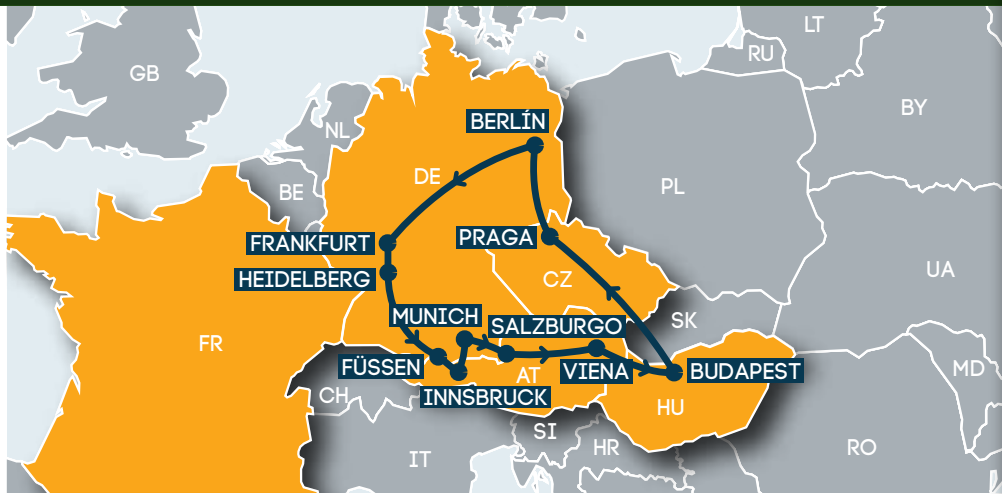 LT
RU
GB
BY
BERLÍN
NL
DE
PL
BE
FRANKFURT
PRAGA
UA
HEIDELBERG
CZ
MUNICH
SALZBURGO
SK
FR
FÜSSEN
AT
VIENA
BUDAPEST
MD
CH
INNSBRUCK
HU
SI
HR
RO
IT